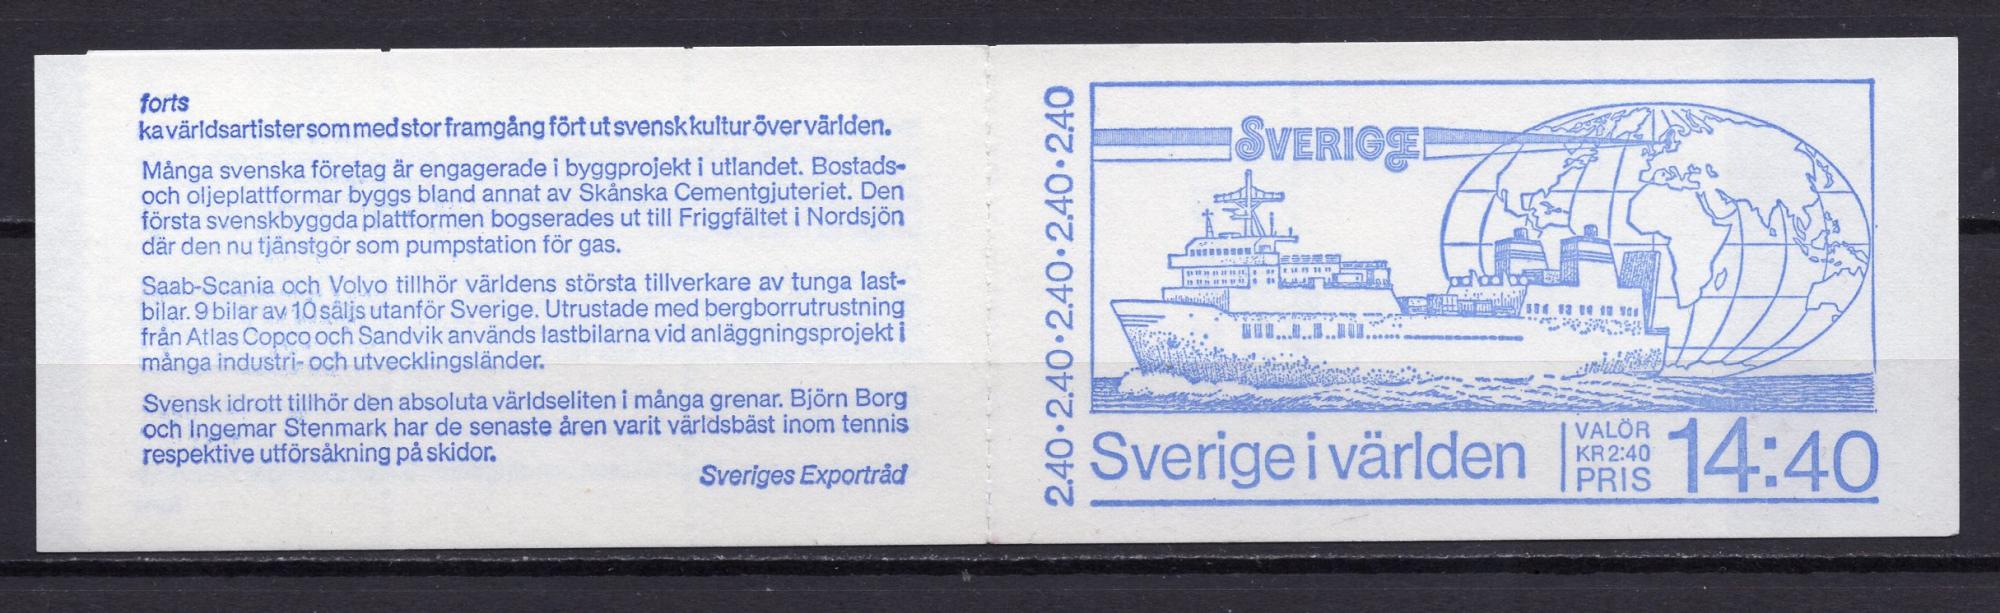 forts
ka världsartister som med stor framgång fört ut svensk kultur över världen.
Många svenska företag är engagerade i byggprojekt i utlandet. Bostads-
och oljeplattformar byggs bland annat av Skånska Cementgjuteriet. Den
första svenskbyggda plattformen bogserades ut till Friggfältet i Nordsjön
där den nu tjänstgör som pumpstation för gas.
Saab-Scania och Volvo tillhör världens största tillverkare av tunga last-
bilar. 9 bilar av 10 säljs utanför Sverige. Utrustade med bergborrutrustning
från Atlas Copco och Sandvik används lastbilarna vid anläggningsprojekt i
många industri- och utvecklingsländer.
Svensk idrott tillhör den absoluta världseliten i många grenar. Björn Borg
och Ingemar Stenmark har de senaste åren varit världsbäst inom tennis
respektive utförsåkning på skidor.
Sveriges Exportråd
2.40 • 2.40 • 2.40 • 2.40 • 2.40 • 2.40
SVERIGE
Sverige i världen
VALÖR
KR 2:40
PRIS
14:40